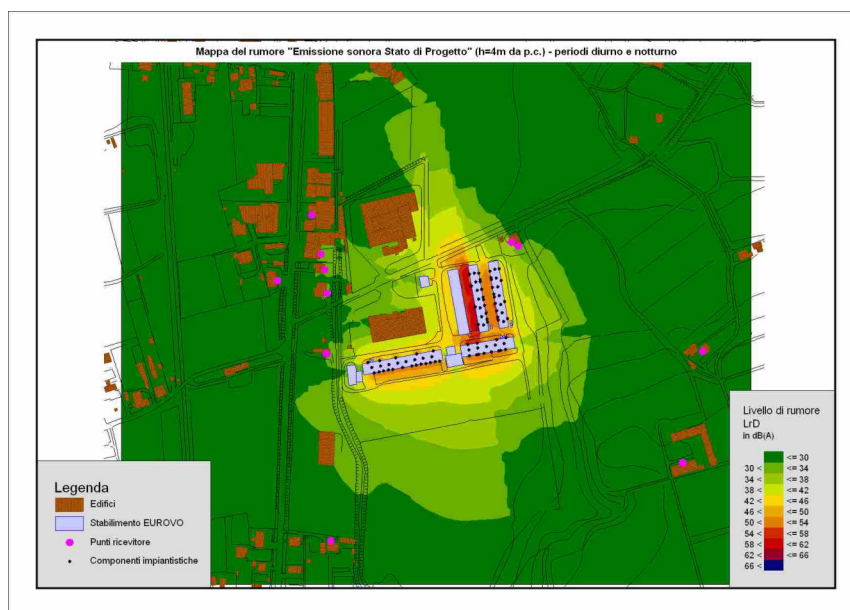 Mappa del rumore "Emissione sonora Stato di Progetto" (h=4m da p.c.) - periodi diurno e notturno
Legenda
Edifici
Stabilimento EUROVO
Punti ricevitore
Componenti impiantistiche
Livello di rumore
LrD
in dB(A)
<= 30
30 < <= 34
34 < <= 38
38 < <= 42
42 < <= 46
46 < <= 50
50 < <= 54
54 < <= 58
58 < <= 62
62 < <= 66
66 <